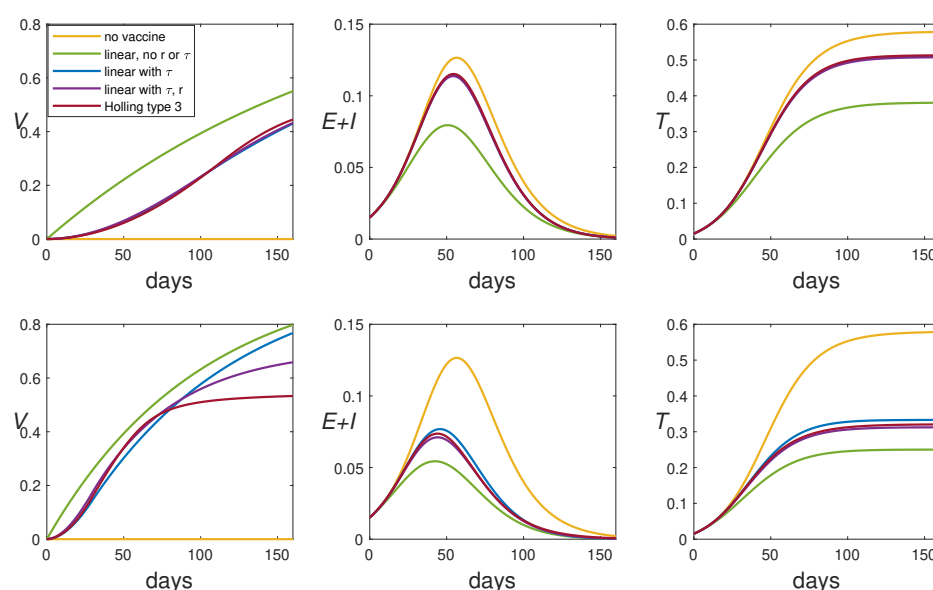 0.8
0.6
0.4
0.2
0
V
no vaccine
linear, no r or τ
linear with τ
linear with τ, r
Holling type 3
0 50 100 150
days
0.15
0.1
0.05
0
E+I
0 50 100 150
days
0.6
0.5
0.4
0.3
0.2
0.1
0
T
0 50 100 150
days
0.8
0.6
0.4
0.2
0
V
0 50 100 150
days
0.15
0.1
0.05
0
E+I
0 50 100 150
days
0.6
0.5
0.4
0.3
0.2
0.1
0
T
0 50 100 150
days